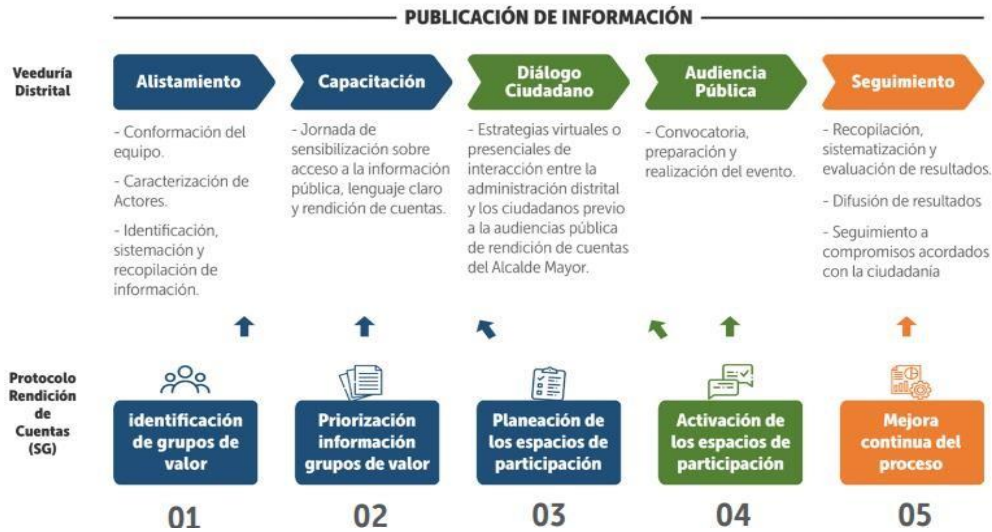 PUBLICACIÓN DE INFORMACIÓN
Veeduría
Distrital
Alistamiento
Capacitación
Diálogo
Ciudadano
Audiencia
Pública
Seguimiento
- Conformación del
equipo.
- Caracterización de
Actores.
- Identificación,
sistemación y
recopilación de
información.
- Jornada de
sensibilización sobre
acceso a la información
pública, lenguaje claro
y rendición de cuentas.
- Estrategias virtuales o
presenciales de
interacción entre la
administración distrital
y los ciudadanos previo
a la audiencias pública
de rendición de cuentas
del Alcalde Mayor.
- Convocatoria,
preparación y
realización del evento.
- Recopilación,
sistematización y
evaluación de resultados.
- Difusión de resultados
- Seguimiento a
compromisos acordados
con la ciudadanía
Protocolo
Rendición
de
Cuentas
(SG)
identificación
de grupos de
valor
Priorización
información
grupos de valor
Planeación de
los espacios de
participación
Activación de
los espacios de
participación
Mejora
continua del
proceso
01
02
03
04
05